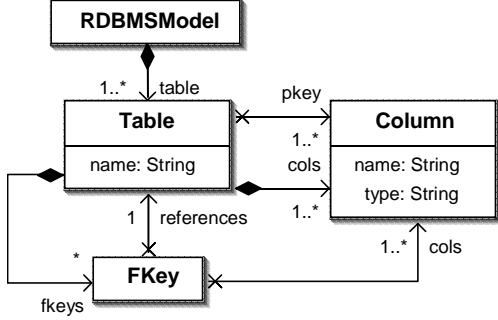 RDBMSModel
1..* table
Table
name: String
pkey
1..*
cols
1..*
Column
name: String
type: String
1 references
* fkeys
FKey
1..* cols